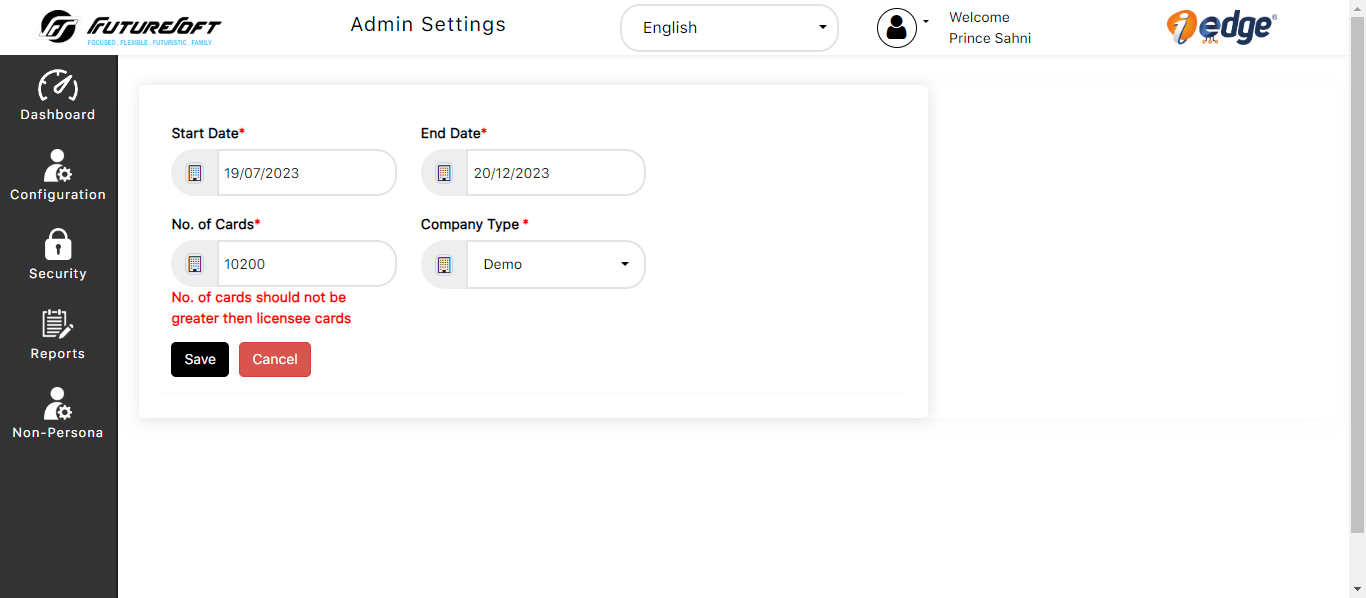 FUTURESOFT
FOCUSED . FLEXIBLE . FUTURISTIC . FAMILY
Admin Settings
English
Welcome
Prince Sahni
iedge®
Dashboard
Configuration
Security
Reports
Non-Persona
Start Date*
End Date*
19/07/2023
20/12/2023
No. of Cards*
Company Type *
10200
Demo
No. of cards should not be
greater then licensee cards
Save
Cancel